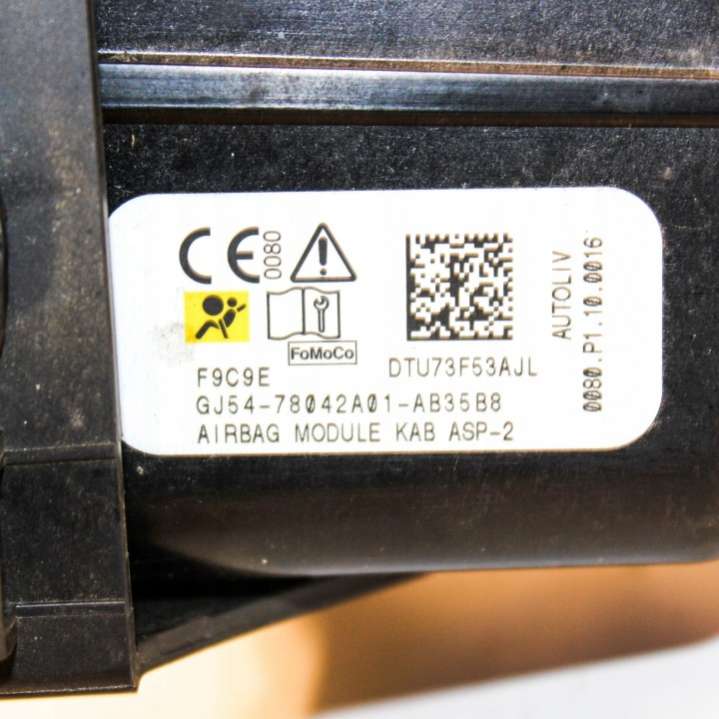 CE 0080
FoMoCo
F9C9E
DTU73F53AJL
GJ54-78042A01-AB35B8
AIRBAG MODULE KAB ASP-2
AUTOLIV
0080.P1.10.0016